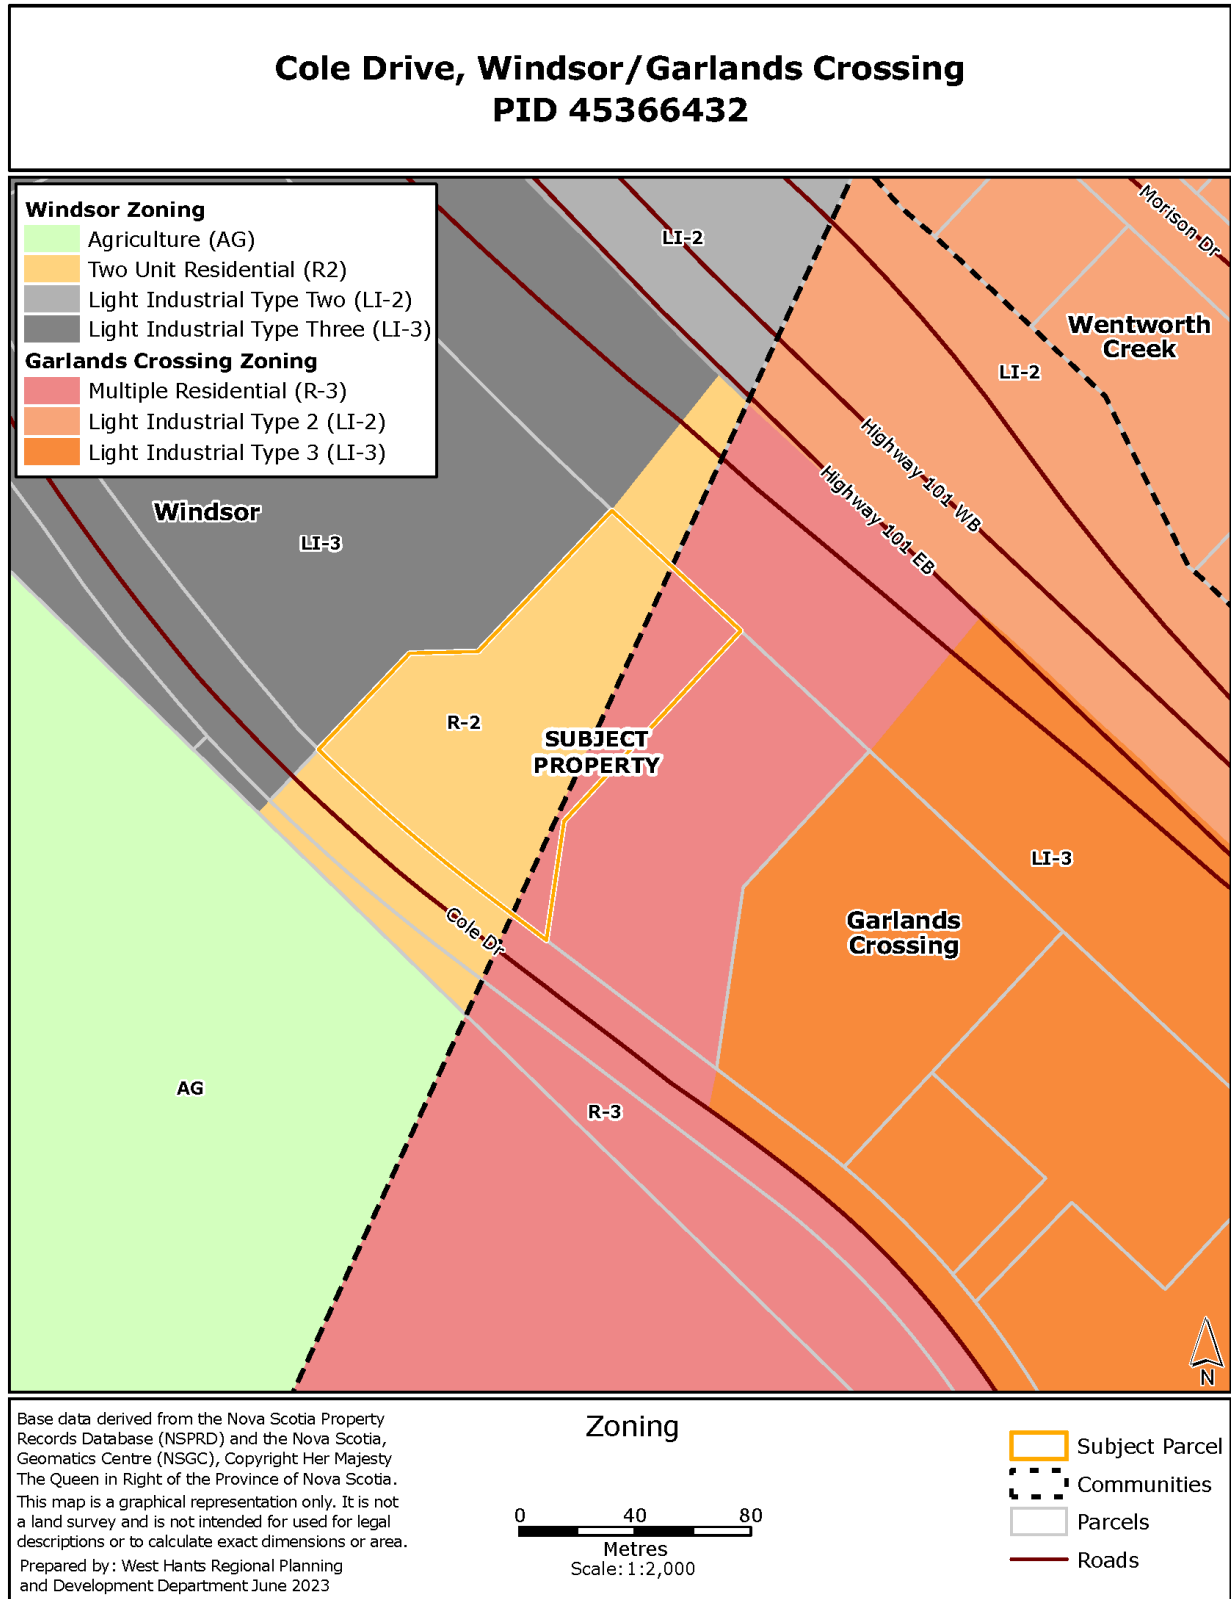 Cole Drive, Windsor/Garlands Crossing
PID 45366432
Windsor Zoning
Agriculture (AG)
Two Unit Residential (R2)
Light Industrial Type Two (LI-2)
Light Industrial Type Three (LI-3)
Garlands Crossing Zoning
Multiple Residential (R-3)
Light Industrial Type 2 (LI-2)
Light Industrial Type 3 (LI-3)
LI-2
Morison Dr
Wentworth
Creek
LI-2
Highway 101 WB
Highway 101 EB
Windsor
LI-3
R-2
SUBJECT
PROPERTY
LI-3
Garlands
Crossing
Cole Dr
AG
R-3
N
Base data derived from the Nova Scotia Property
Records Database (NSPRD) and the Nova Scotia,
Geomatics Centre (NSGC), Copyright Her Majesty
The Queen in Right of the Province of Nova Scotia.
This map is a graphical representation only. It is not
a land survey and is not intended for used for legal
descriptions or to calculate exact dimensions or area.
Prepared by: West Hants Regional Planning
and Development Department June 2023
Zoning
0 40 80
Metres
Scale: 1:2,000
Subject Parcel
Communities
Parcels
Roads